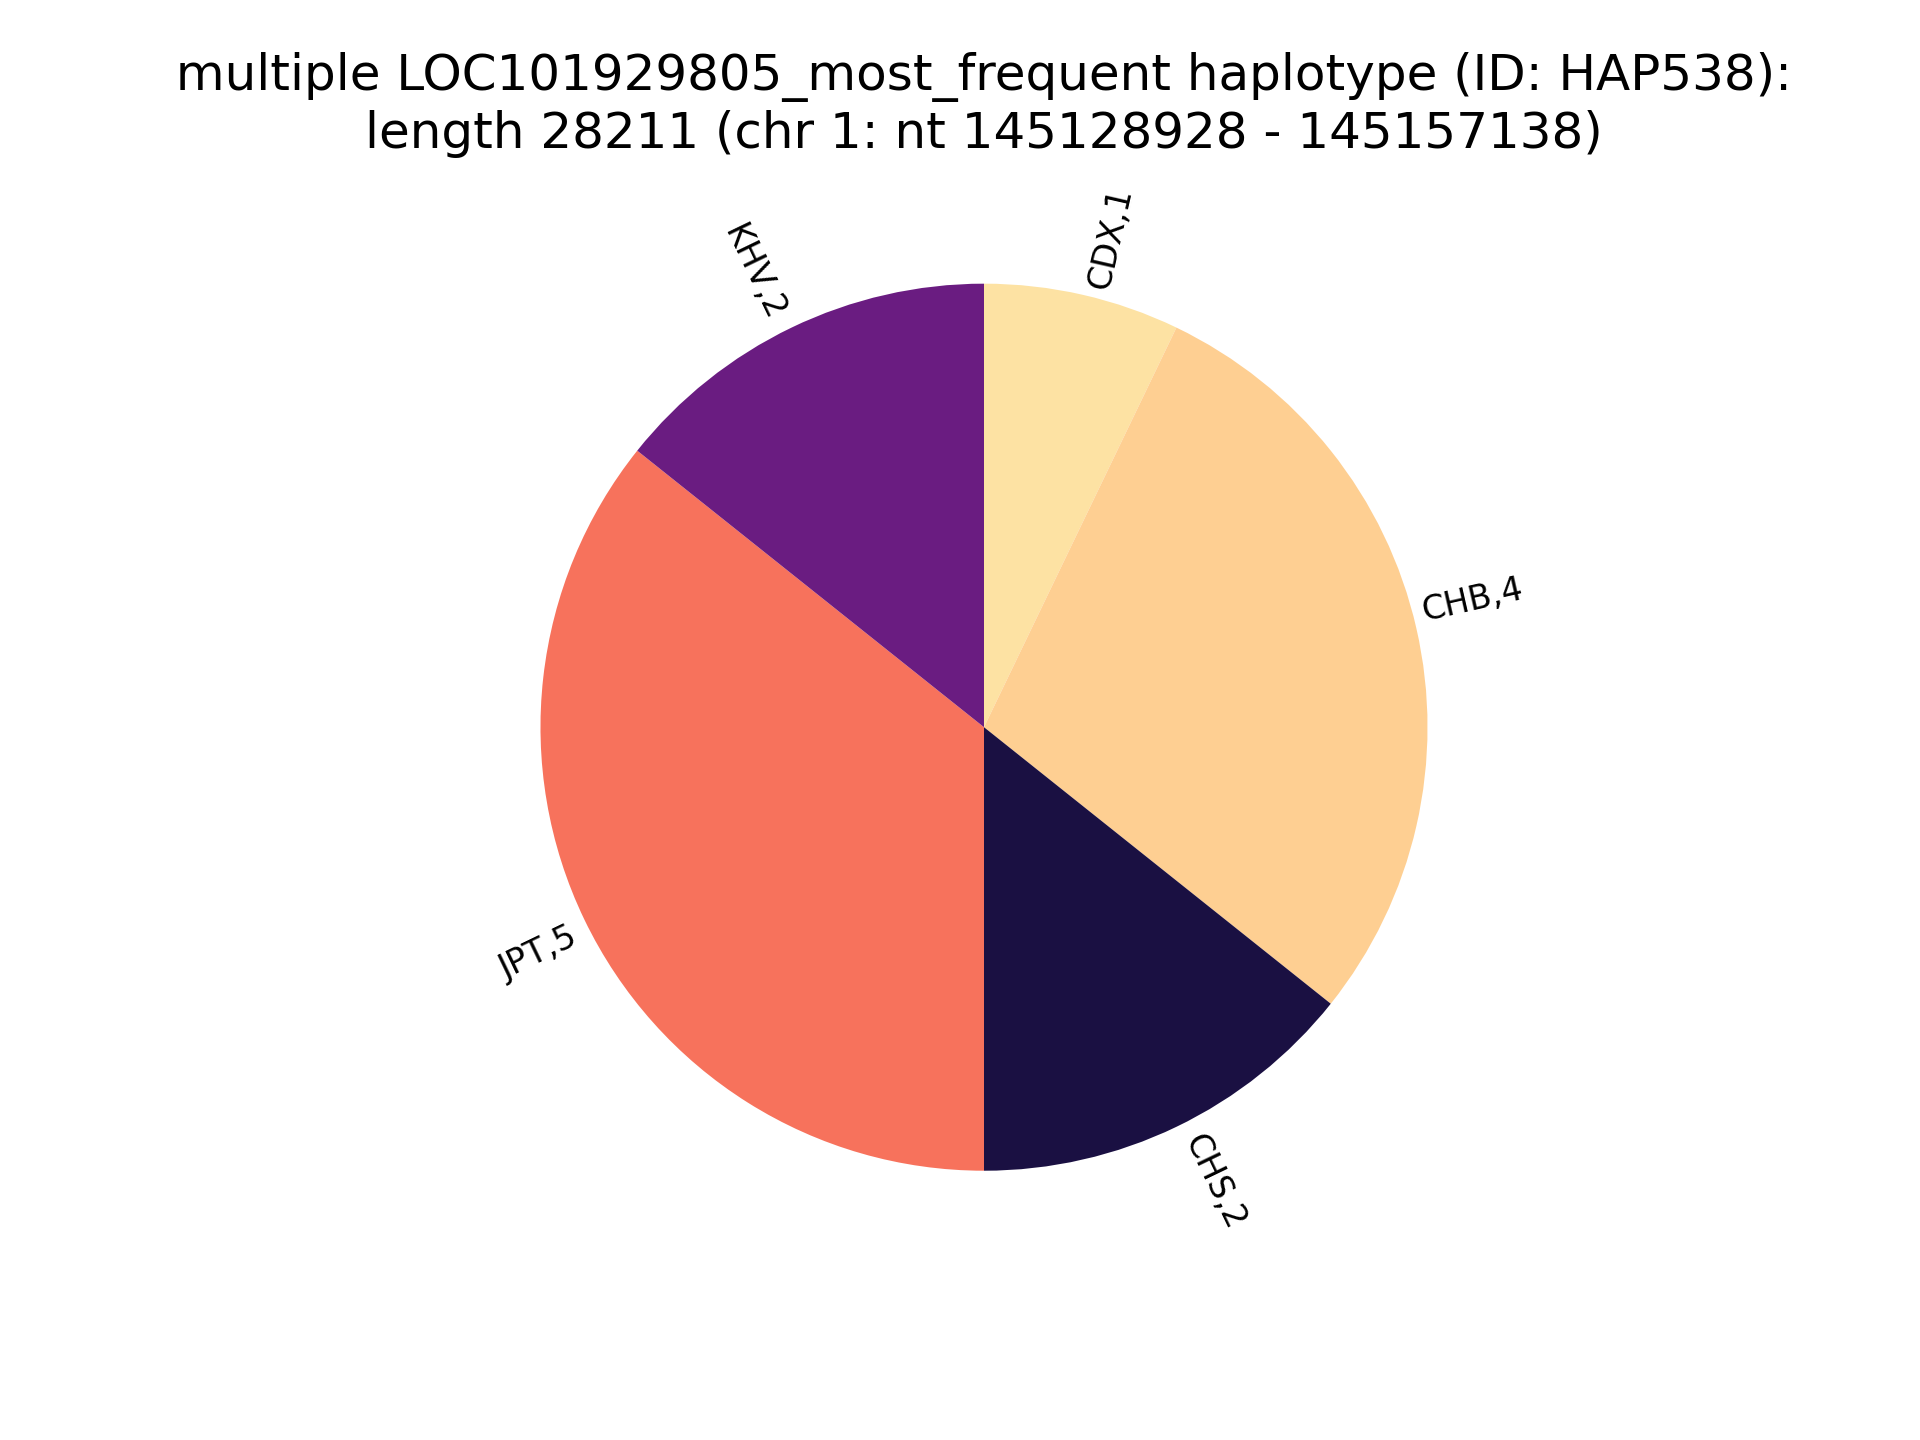 multiple LOC101929805_most_frequent haplotype (ID: HAP538):
length 28211 (chr 1: nt 145128928 - 145157138)
CDX,1
KHV,2
CHB,4
JPT,5
CHS,2